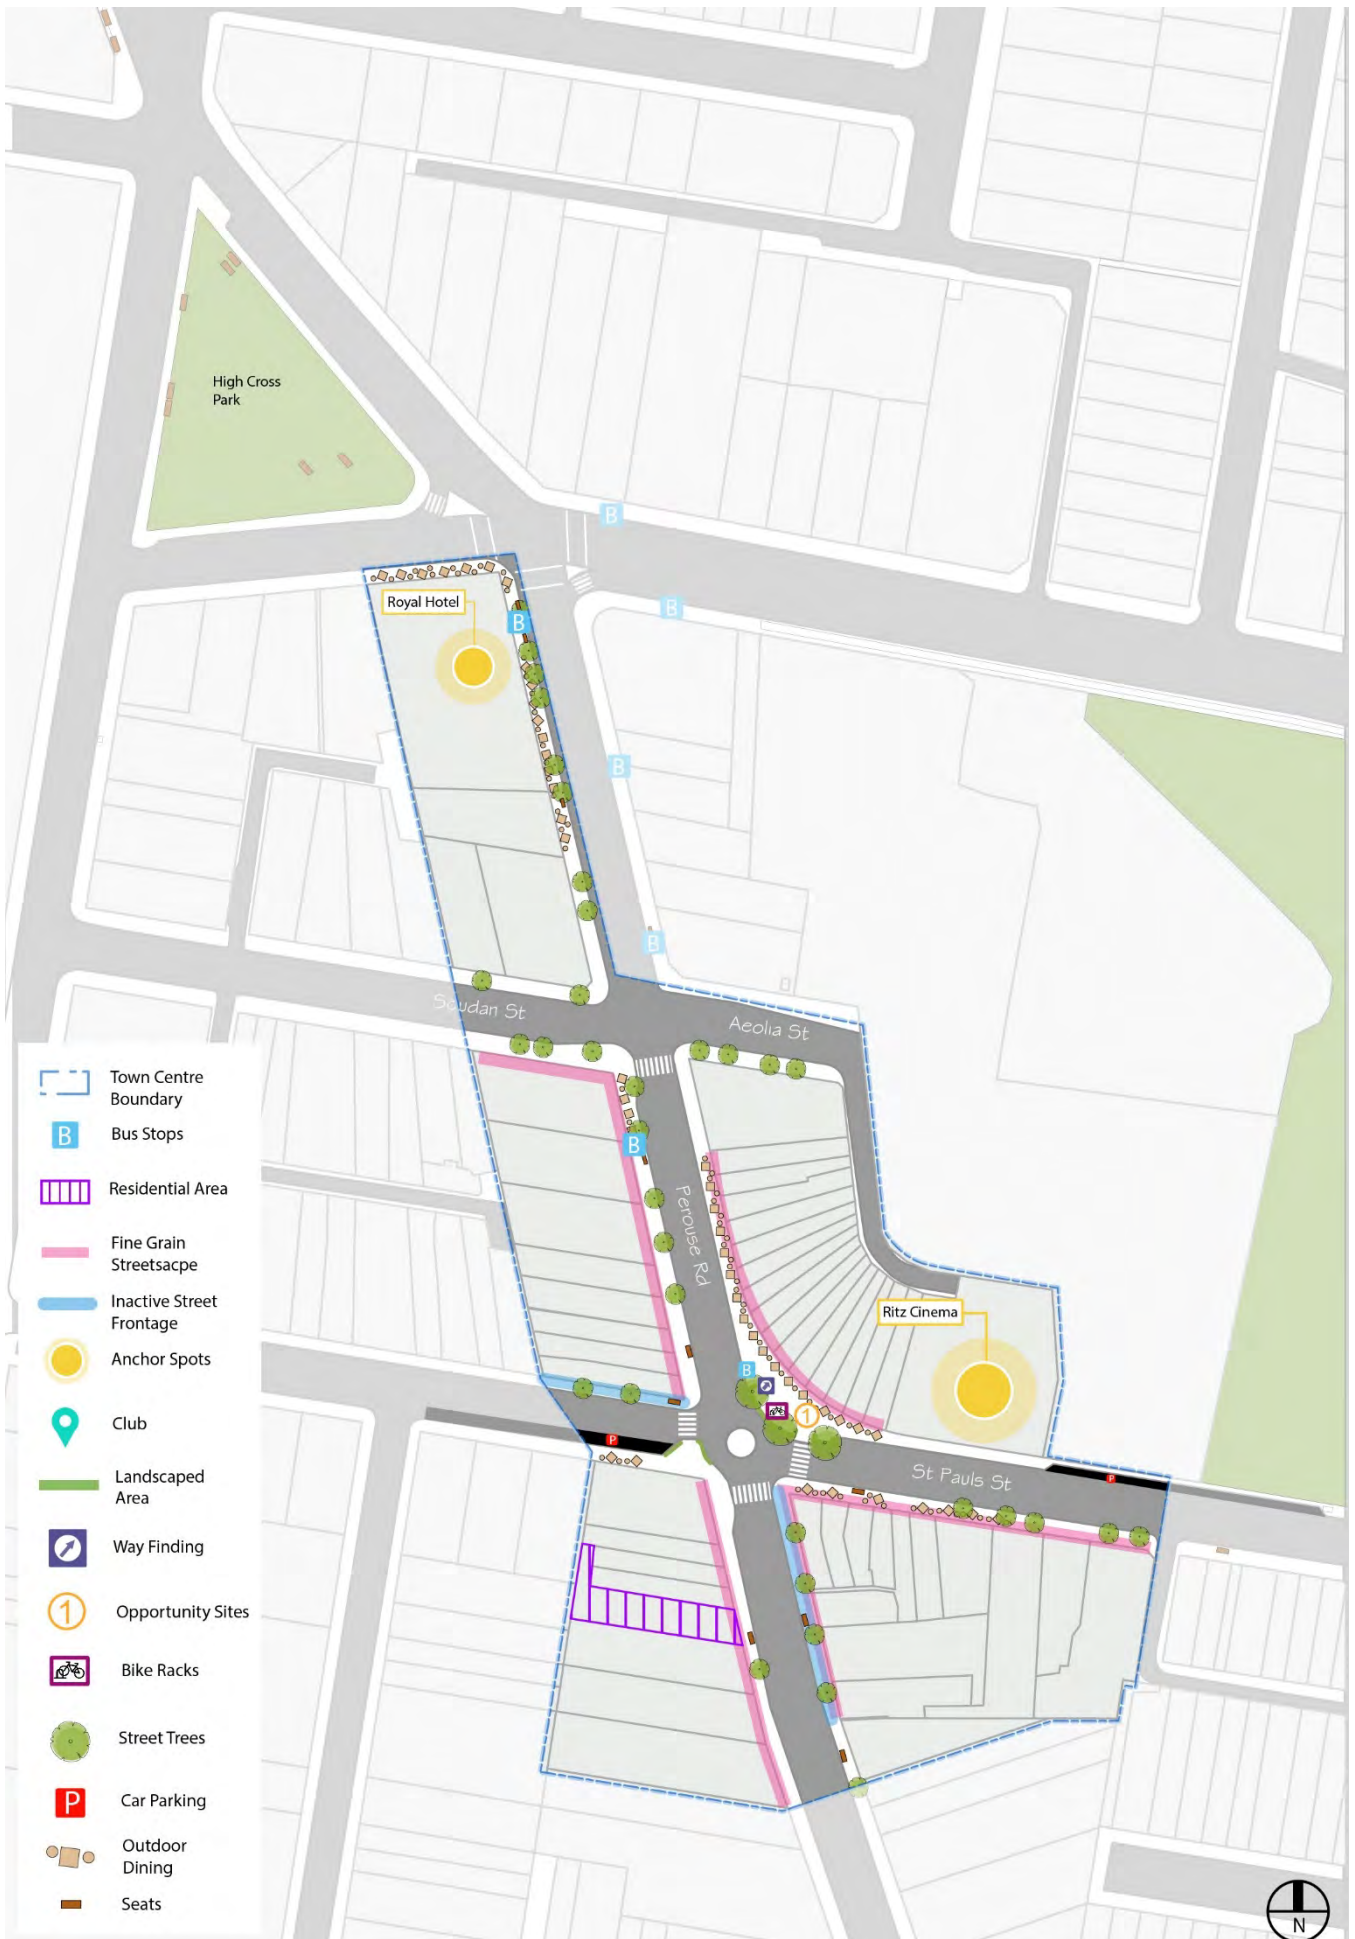 High Cross
Park
B
B
Royal Hotel
B
B
B
Soudan St
Aeolia St
B
Perouse Rd
Ritz Cinema
B
1
P
St Pauls St
P
Town Centre
Boundary
B
Bus Stops
Residential Area
Fine Grain
Streetsacpe
Inactive Street
Frontage
Anchor Spots
Club
Landscaped
Area
Way Finding
1
Opportunity Sites
Bike Racks
Street Trees
P
Car Parking
Outdoor
Dining
Seats
N